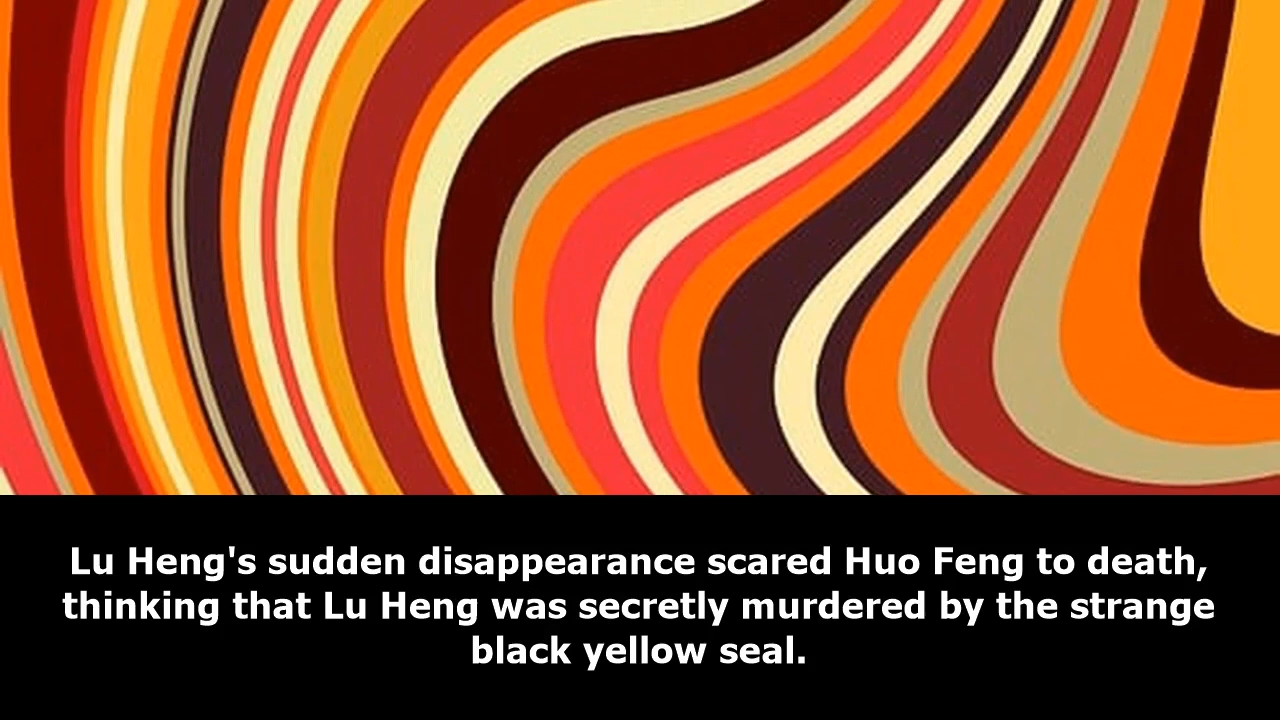 Lu Heng's sudden disappearance scared Huo Feng to death,
thinking that Lu Heng was secretly murdered by the strange
black yellow seal.